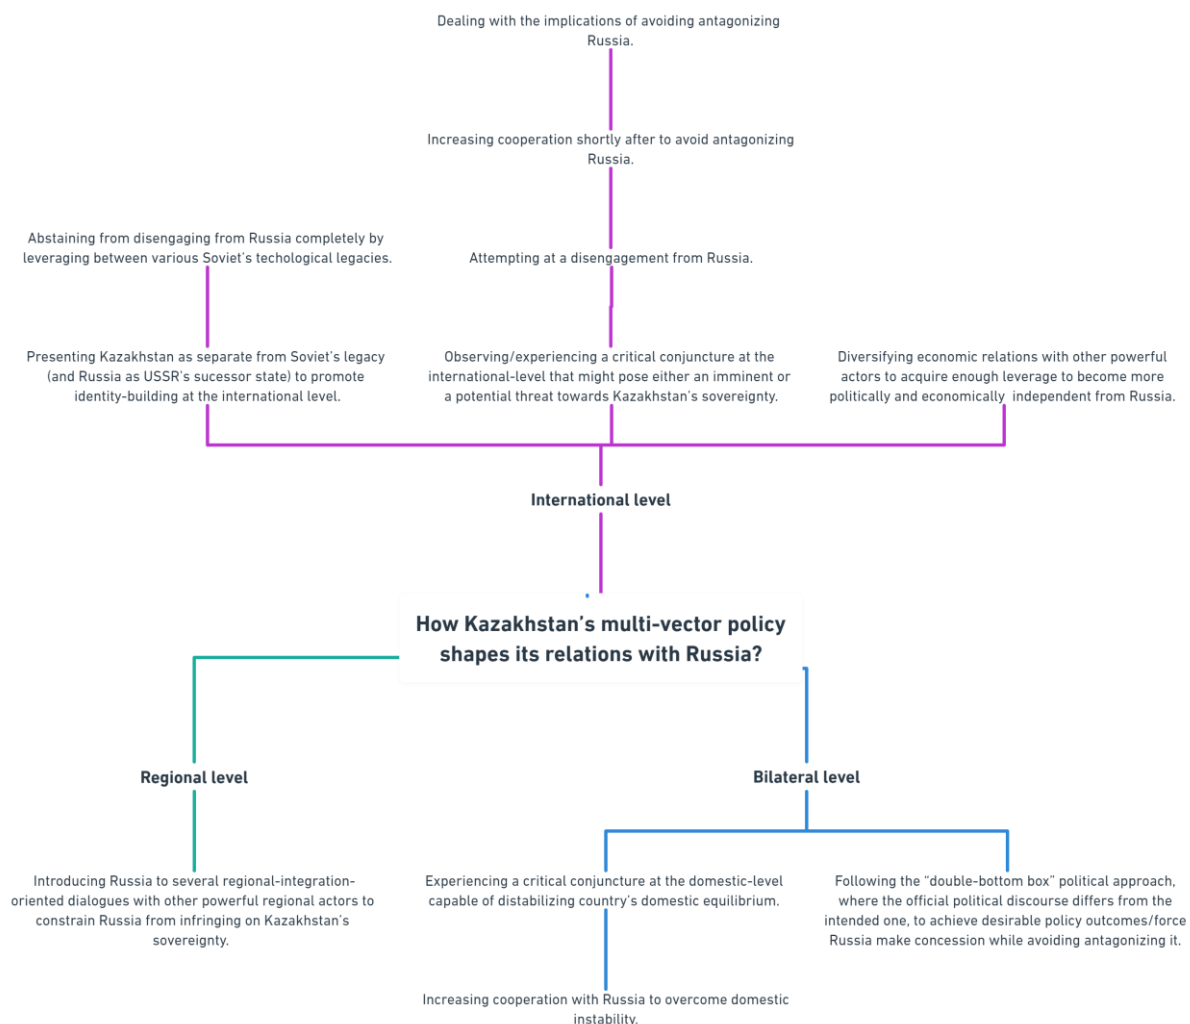 Dealing with the implications of avoiding antagonizing
Russia.
Increasing cooperation shortly after to avoid antagonizing
Russia.
Abstaining from disengaging from Russia completely by
leveraging between various Soviet's techological legacies.
Attempting at a disengagement from Russia.
Presenting Kazakhstan as separate from Soviet's legacy
(and Russia as USSR's sucessor state) to promote
identity-building at the international level.
Observing/experiencing a critical conjuncture at the
international-level that might pose either an imminent or
a potential threat towards Kazakhstan's sovereignty.
Diversifying economic relations with other powerful
actors to acquire enough leverage to become more
politically and economically independent from Russia.
International level
How Kazakhstan's multi-vector policy
shapes its relations with Russia?
Regional level
Bilateral level
Introducing Russia to several regional-integration-
oriented dialogues with other powerful regional actors to
constrain Russia from infringing on Kazakhstan's
sovereignty.
Experiencing a critical conjuncture at the domestic-level
capable of distabilizing country's domestic equilibrium.
Following the "double-bottom box" political approach,
where the official political discourse differs from the
intended one, to achieve desirable policy outcomes/force
Russia make concession while avoiding antagonizing it.
Increasing cooperation with Russia to overcome domestic
instability.